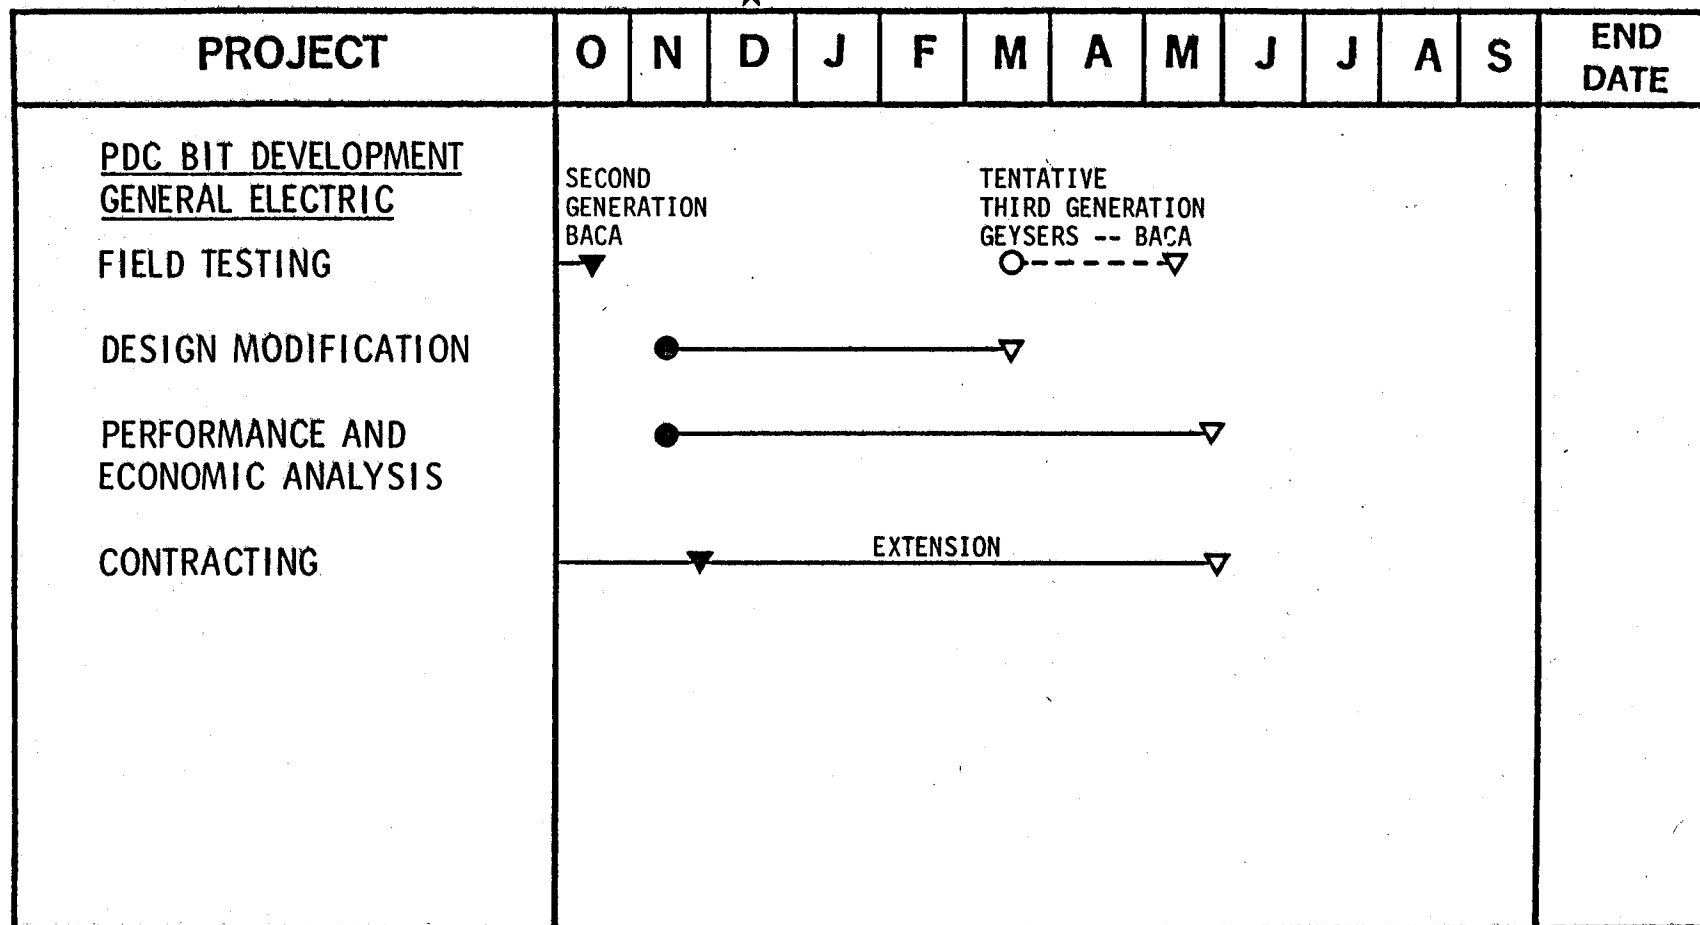 PROJECT O N D J F M A M J J A S END DATE
PDC BIT DEVELOPMENT
GENERAL ELECTRIC
SECOND
GENERATION
BACA
TENTATIVE
THIRD GENERATION
GEYSERS -- BACA
FIELD TESTING
DESIGN MODIFICATION
PERFORMANCE AND
ECONOMIC ANALYSIS
CONTRACTING
EXTENSION